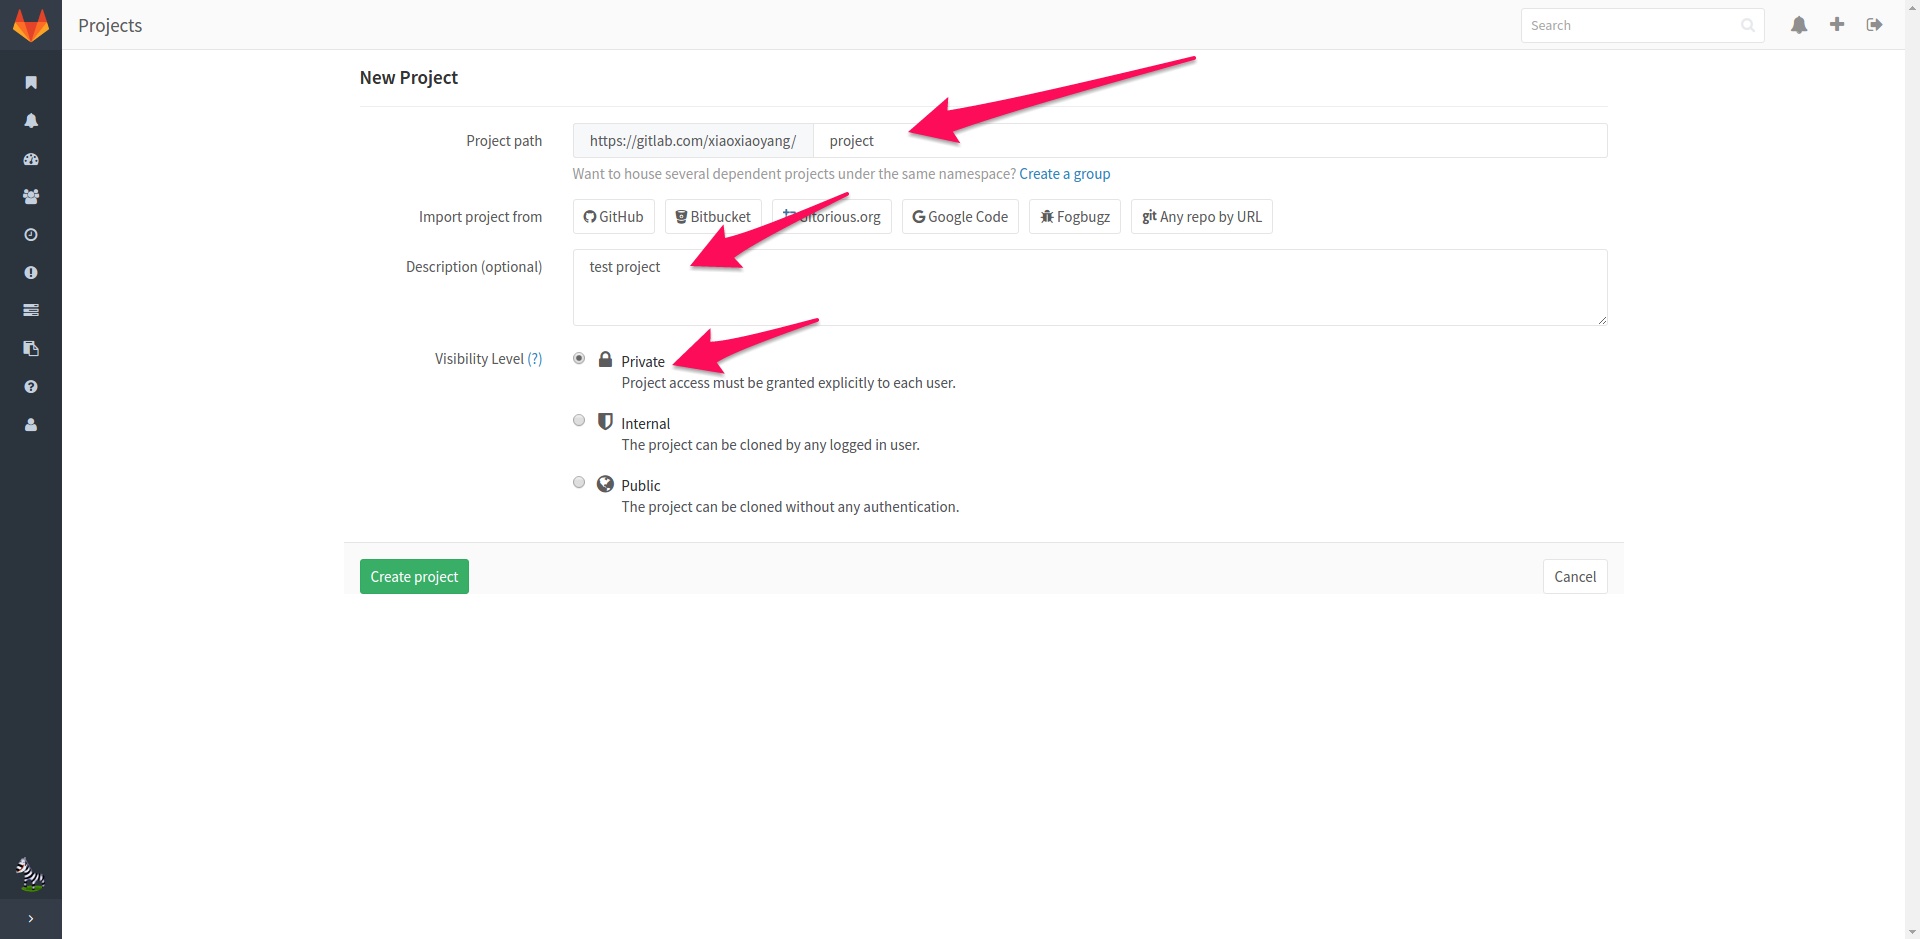 Projects
Search
New Project
Project path https://gitlab.com/xiaoxiaoyang/ project
Want to house several dependent projects under the same namespace? Create a group
Import project from GitHub Bitbucket Google Code Fogbugz git Any repo by URL
Description (optional) test project
Visibility Level (?) Private
Project access must be granted explicitly to each user.
Internal
The project can be cloned by any logged in user.
Public
The project can be cloned without any authentication.
Create project Cancel